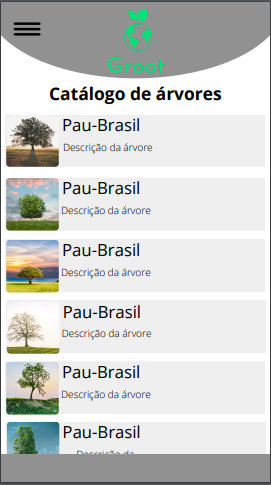 Groot
Catálogo de árvores
Pau-Brasil
Descrição da árvore
Pau-Brasil
Descrição da árvore
Pau-Brasil
Descrição da árvore
Pau-Brasil
Descrição da árvore
Pau-Brasil
Descrição da árvore
Pau-Brasil
Descrição da